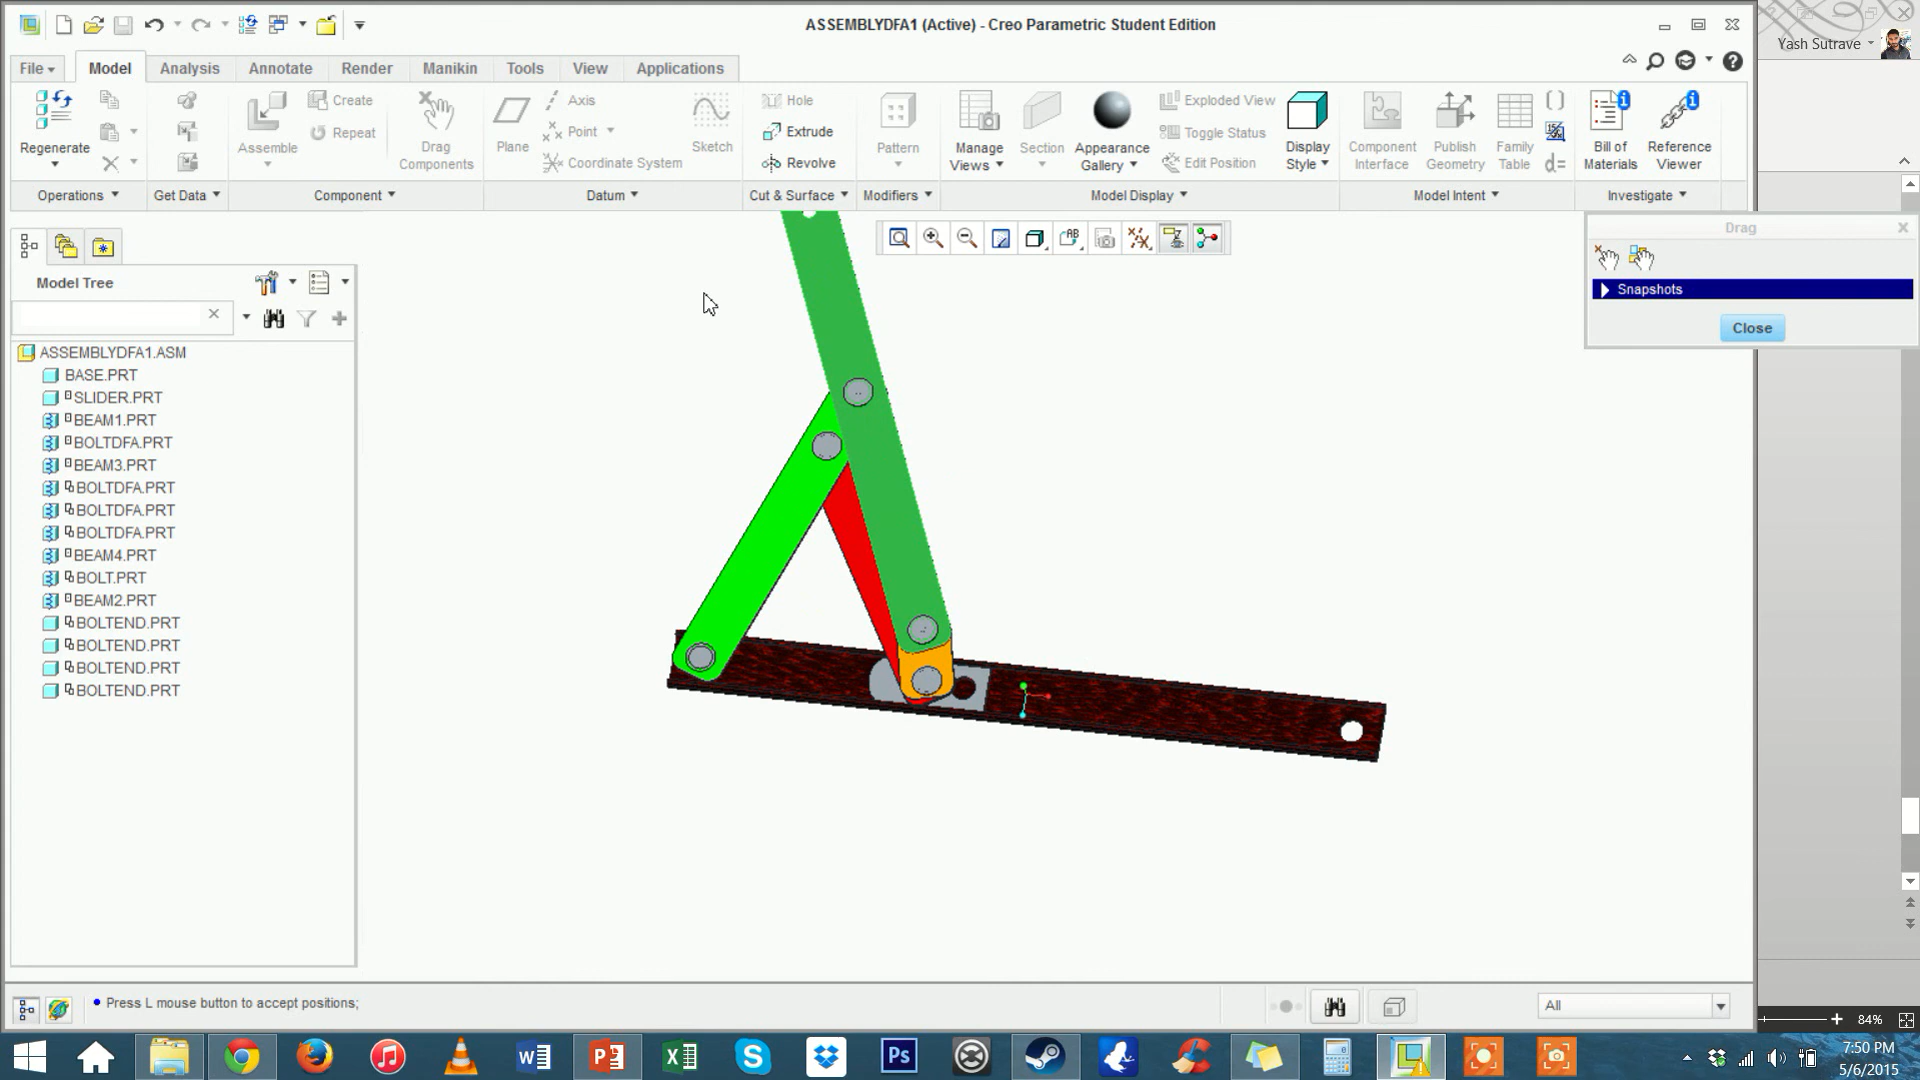 ASSEMBLYDFA1 (Active) - Creo Parametric Student Edition
Yash Sutrave
File Model Analysis Annotate Render Manikin Tools View Applications
Regenerate
Assemble
Create
Repeat
Drag
Components
Plane
Axis
Point
Coordinate System
Sketch
Hole
Extrude
Revolve
Pattern
Manage
Views
Section
Appearance
Gallery
Exploded View
Toggle Status
Edit Position
Display
Style
Component
Interface
Publish
Geometry
Family
Table
d=
Bill of
Materials
Reference
Viewer
Operations Get Data Component Datum Cut & Surface Modifiers Model Display Model Intent Investigate
Drag
Snapshots
Close
Model Tree
ASSEMBLYDFA1.ASM
BASE.PRT
SLIDER.PRT
BEAM1.PRT
BOLTDFA.PRT
BEAM3.PRT
BOLTDFA.PRT
BOLTDFA.PRT
BOLTDFA.PRT
BEAM4.PRT
BOLT.PRT
BEAM2.PRT
BOLTEND.PRT
BOLTEND.PRT
BOLTEND.PRT
BOLTEND.PRT
Press L mouse button to accept positions;
All
84%
Ps
7:50 PM
5/6/2015